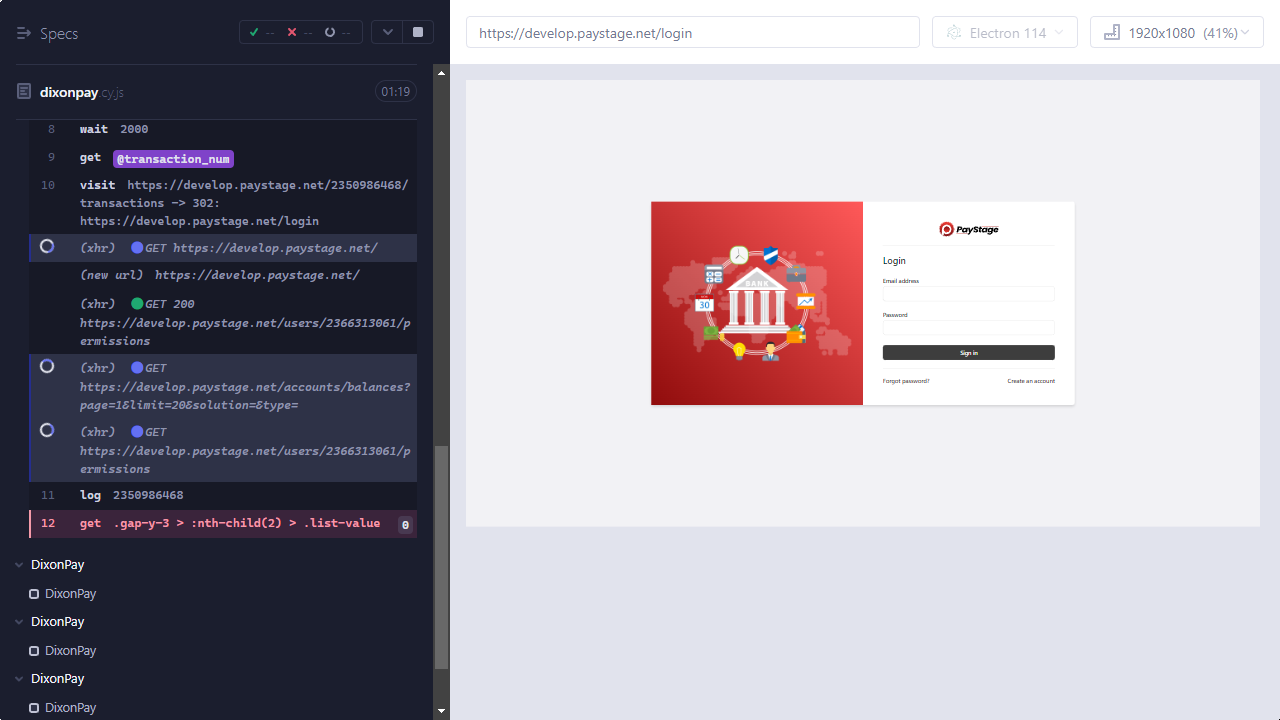 Specs
-- -- --
https://develop.paystage.net/login
Electron 114
1920x1080 (41%)
dixonpay.cy.js
01:19
8 wait 2000
9 get @transaction_num
10 visit https://develop.paystage.net/2350986468/
transactions -> 302:
https://develop.paystage.net/login
(xhr) GET https://develop.paystage.net/
(new url) https://develop.paystage.net/
(xhr) GET 200
https://develop.paystage.net/users/2366313061/p
ermissions
(xhr) GET
https://develop.paystage.net/accounts/balances?
page=1&limit=20&solution=&type=
(xhr) GET
https://develop.paystage.net/users/2366313061/p
ermissions
11 log 2350986468
12 get .gap-y-3 > :nth-child(2) > .list-value 0
DixonPay
DixonPay
DixonPay
DixonPay
DixonPay
DixonPay
BANK
30
PayStage
Login
Email address
Password
Sign in
Forgot password?
Create an account